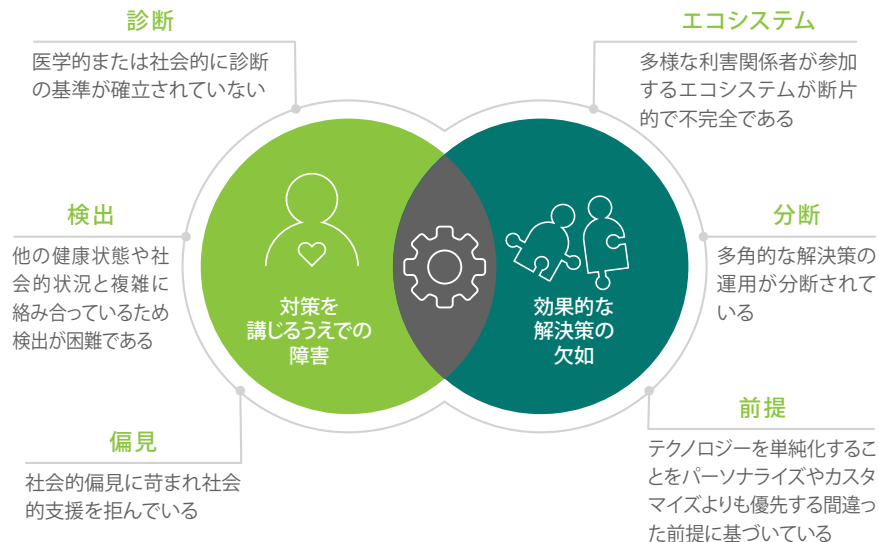 診断
医学的または社会的に診断
の基準が確立されていない
検出
他の健康状態や社
会的状況と複雑に
絡み合っているため
検出が困難である
偏見
社会的偏見に苛まれ社会
的支援を拒んでいる
対策を
講じるうえでの
障害
効果的な
解決策の
欠如
エコシステム
多様な利害関係者が参加
するエコシステムが断片
的で不完全である
分断
多角的な解決策の
運用が分断されて
いる
前提
テクノロジーを単純化するこ
とをパーソナライズやカスタ
マイズよりも優先する間違っ
た前提に基づいている